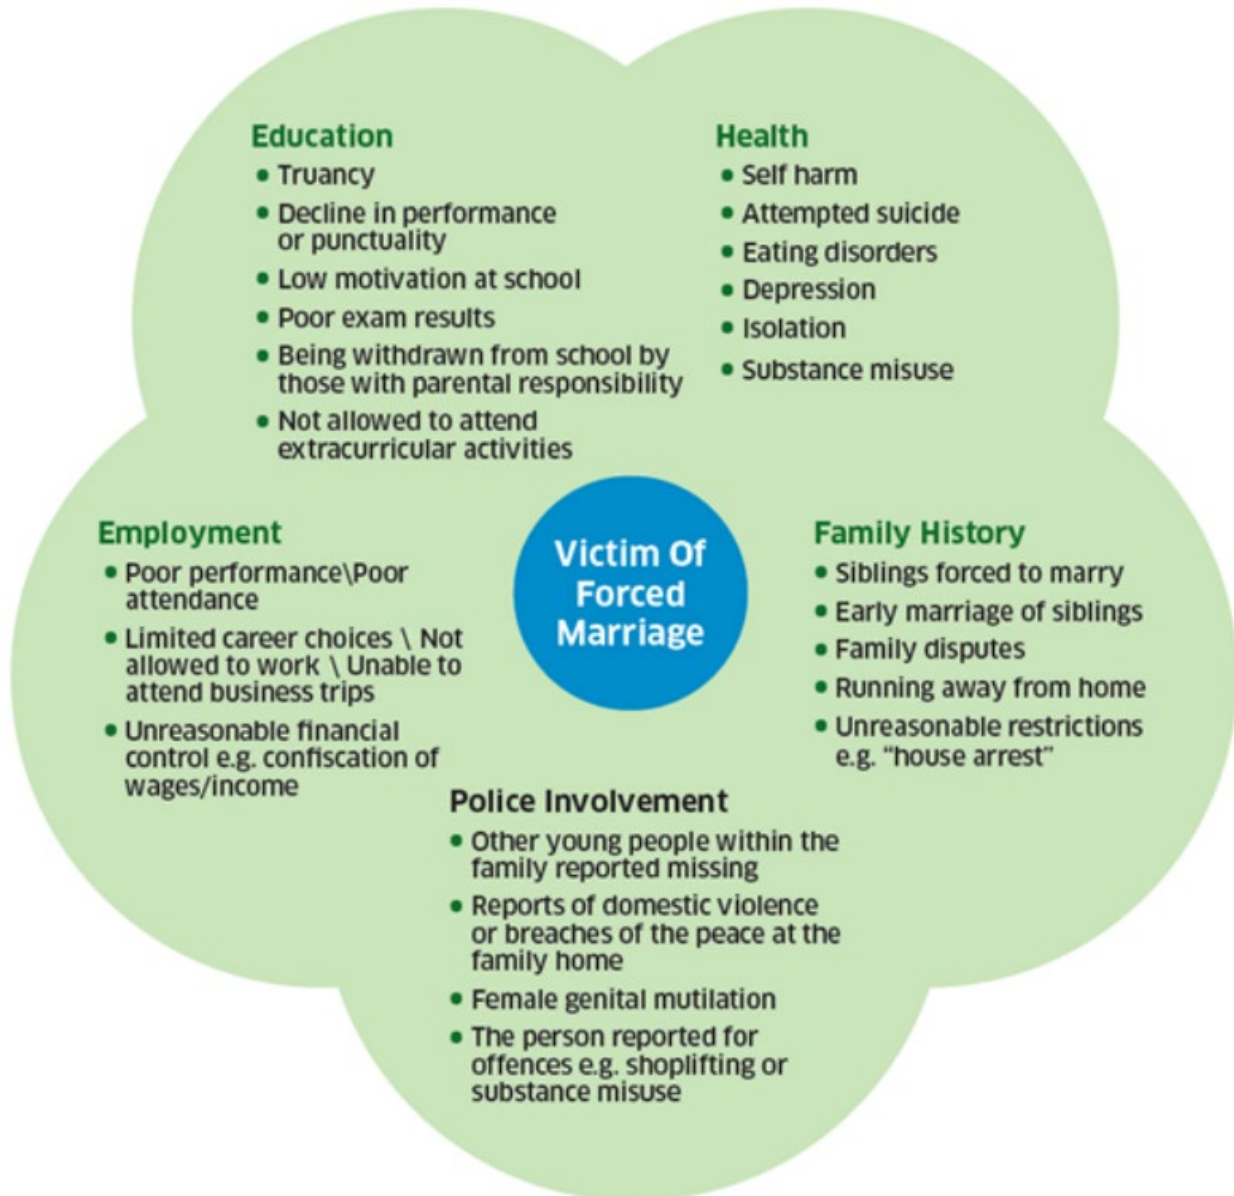 Education
• Truancy
• Decline in performance
or punctuality
• Low motivation at school
• Poor exam results
• Being withdrawn from school by
those with parental responsibility
• Not allowed to attend
extracurricular activities
Health
• Self harm
• Attempted suicide
• Eating disorders
• Depression
• Isolation
• Substance misuse
Employment
• Poor performance\Poor
attendance
• Limited career choices \ Not
allowed to work \ Unable to
attend business trips
• Unreasonable financial
control e.g. confiscation of
wages/income
Victim Of
Forced
Marriage
Family History
• Siblings forced to marry
• Early marriage of siblings
• Family disputes
• Running away from home
• Unreasonable restrictions
e.g. “house arrest”
Police Involvement
• Other young people within the
family reported missing
• Reports of domestic violence
or breaches of the peace at the
family home
• Female genital mutilation
• The person reported for
offences e.g. shoplifting or
substance misuse